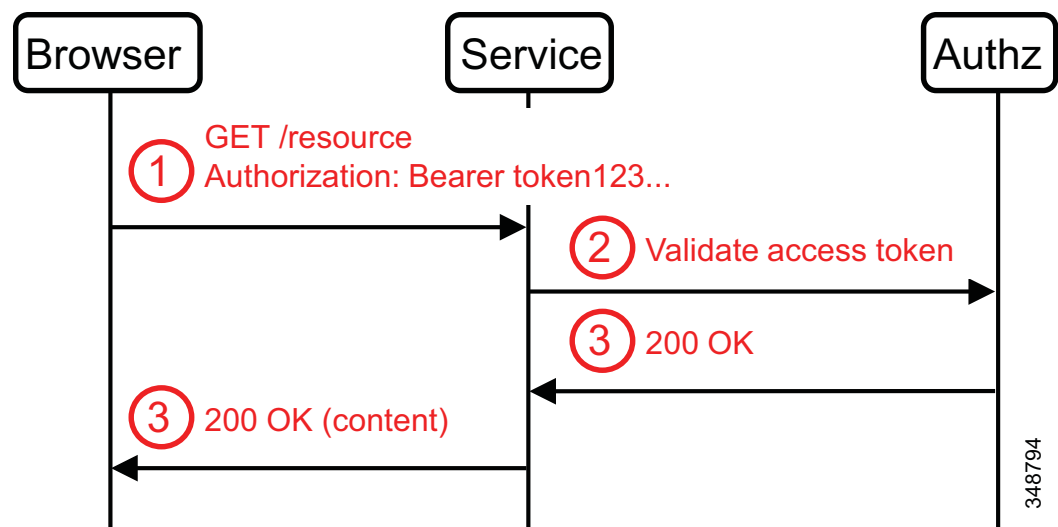 Browser
Service
Authz
GET /resource
1
Authorization: Bearer token123...
2 Validate access token
3 200 OK
3 200 OK (content)
348794